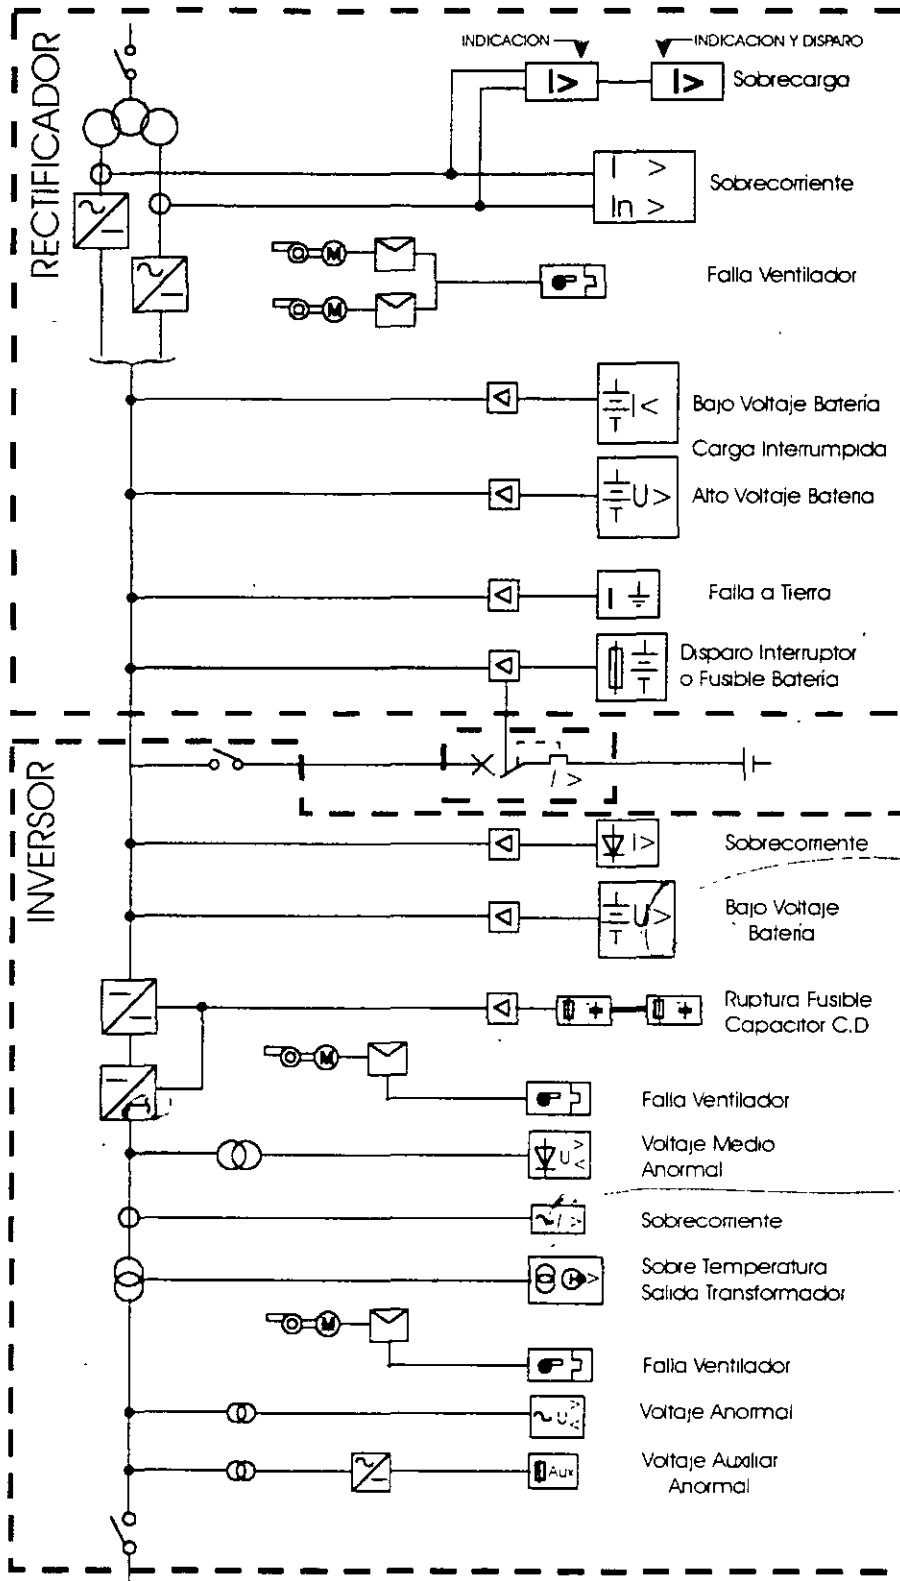 RECTIFICADOR
INDICACION
INDICACION Y DISPARO
I>
I>
Sobrecarga
I >
In >
Sobrecorriente
M
Falla Ventilador
M
I <
Bajo Voltaje Batería
Carga Interrumpida
U >
Alto Voltaje Bateria
I
Falla a Tierra
Disparo Interruptor
o Fusible Batería
INVERSOR
I >
I >
Sobrecorriente
U >
Bajo Voltaje
Batería
Ruptura Fusible
Capacitor C.D
M
Falla Ventilador
U > <
Voltaje Medio
Anormal
~ I >
Sobrecorriente
>
Sobre Temperatura
Salida Transformador
M
Falla Ventilador
~ U > <
Voltaje Anormal
Aux
Voltaje Auxiliar
Anormal